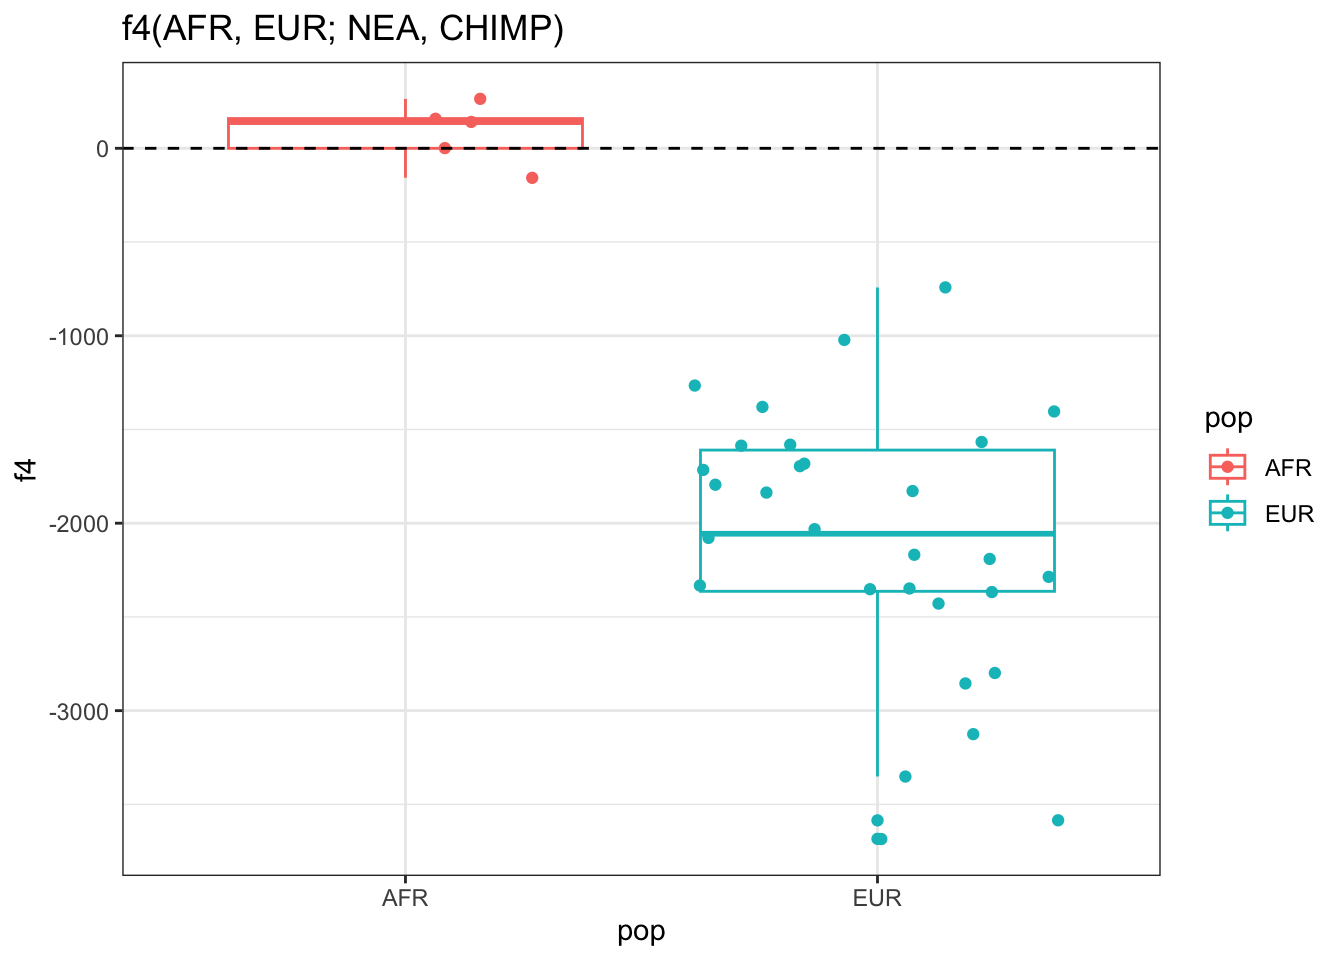 f4(AFR, EUR; NEA, CHIMP)
f4
0
-1000
-2000
-3000
AFR
EUR
pop
pop
AFR
EUR